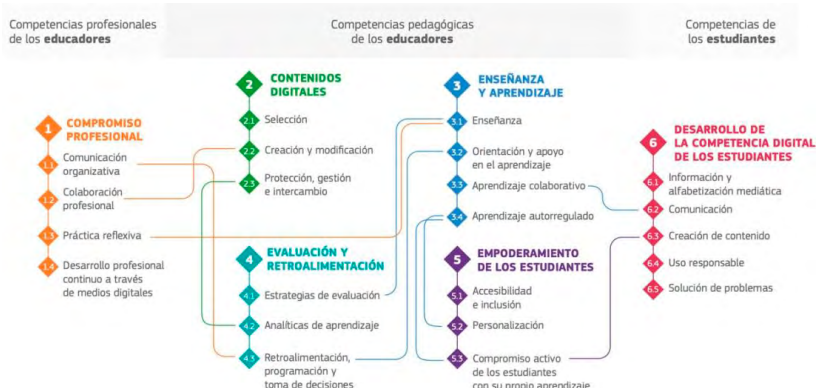 Competencias profesionales
de los educadores
Competencias pedagógicas
de los educadores
Competencias de
los estudiantes
1
COMPROMISO
PROFESIONAL
1.1
Comunicación
organizativa
1.2
Colaboración
profesional
1.3
Práctica reflexiva
1.4
Desarrollo profesional
continuo a través
de medios digitales
2
CONTENIDOS
DIGITALES
2.1
Selección
2.2
Creación y modificación
2.3
Protección, gestión
e intercambio
4
EVALUACIÓN Y
RETROALIMENTACIÓN
4.1
Estrategias de evaluación
4.2
Analíticas de aprendizaje
4.3
Retroalimentación,
programación y
toma de decisiones
3
ENSEÑANZA
Y APRENDIZAJE
3.1
Enseñanza
3.2
Orientación y apoyo
en el aprendizaje
3.3
Aprendizaje colaborativo
3.4
Aprendizaje autorregulado
5
EMPODERAMIENTO
DE LOS ESTUDIANTES
5.1
Accesibilidad
e inclusión
5.2
Personalización
5.3
Compromiso activo
de los estudiantes
con su propio aprendizaje
6
DESARROLLO DE
LA COMPETENCIA DIGITAL
DE LOS ESTUDIANTES
6.1
Información y
alfabetización mediática
6.2
Comunicación
6.3
Creación de contenido
6.4
Uso responsable
6.5
Solución de problemas